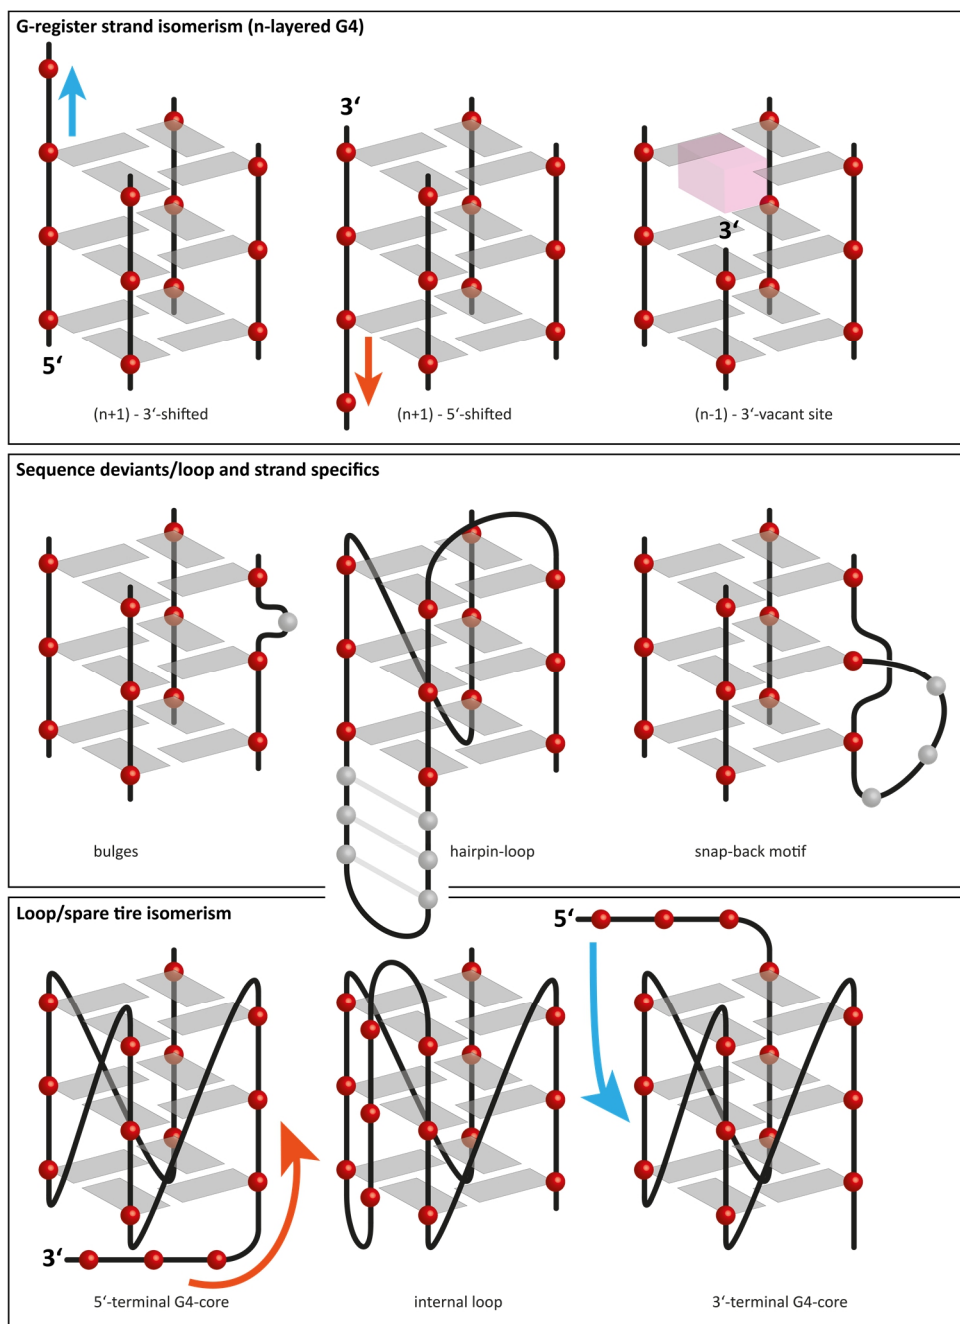 G-register strand isomerism (n-layered G4)
3‘
3‘
5‘
(n+1) - 3‘-shifted
(n+1) - 5‘-shifted
(n-1) - 3‘-vacant site
Sequence deviants/loop and strand specifics
bulges
hairpin-loop
snap-back motif
Loop/spare tire isomerism
5‘
3‘
5‘-terminal G4-core
internal loop
3‘-terminal G4-core